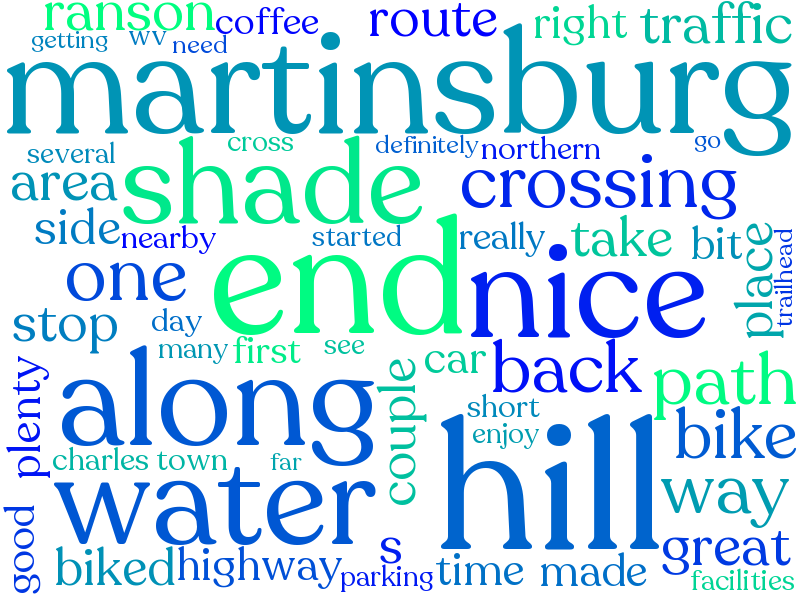 ranson
coffee
route
right
traffic
getting
wv
need
martinsburg
several
cross
definitely
northern
go
area
shade
crossing
side
nearby
started
really
take
bit
place
trailhead
one
end
nice
stop
day
many
first
see
car
back
path
plenty
along
couple
short
enjoy
hill
bike
charles town
far
water
way
good
s
great
biked
highway
parking
time
made
facilities